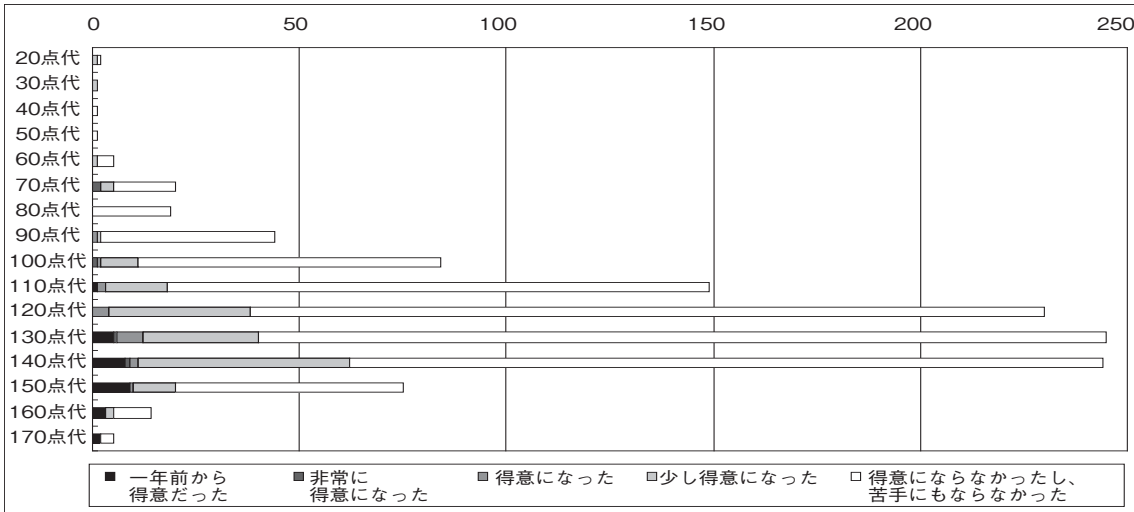 0 50 100 150 200 250
20点代
30点代
40点代
50点代
60点代
70点代
80点代
90点代
100点代
110点代
120点代
130点代
140点代
150点代
160点代
170点代
一年前から
得意だった
非常に
得意になった
得意になった
少し得意になった
得意にならなかったし、
苦手にもならなかった